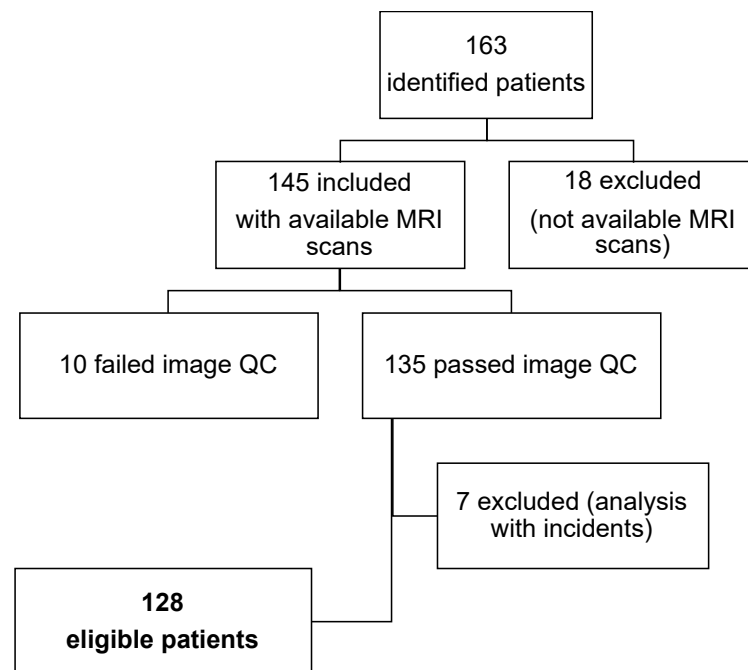 163
identified patients
145 included
with available MRI
scans
18 excluded
(not available MRI
scans)
10 failed image QC
135 passed image QC
7 excluded (analysis
with incidents)
128
eligible patients